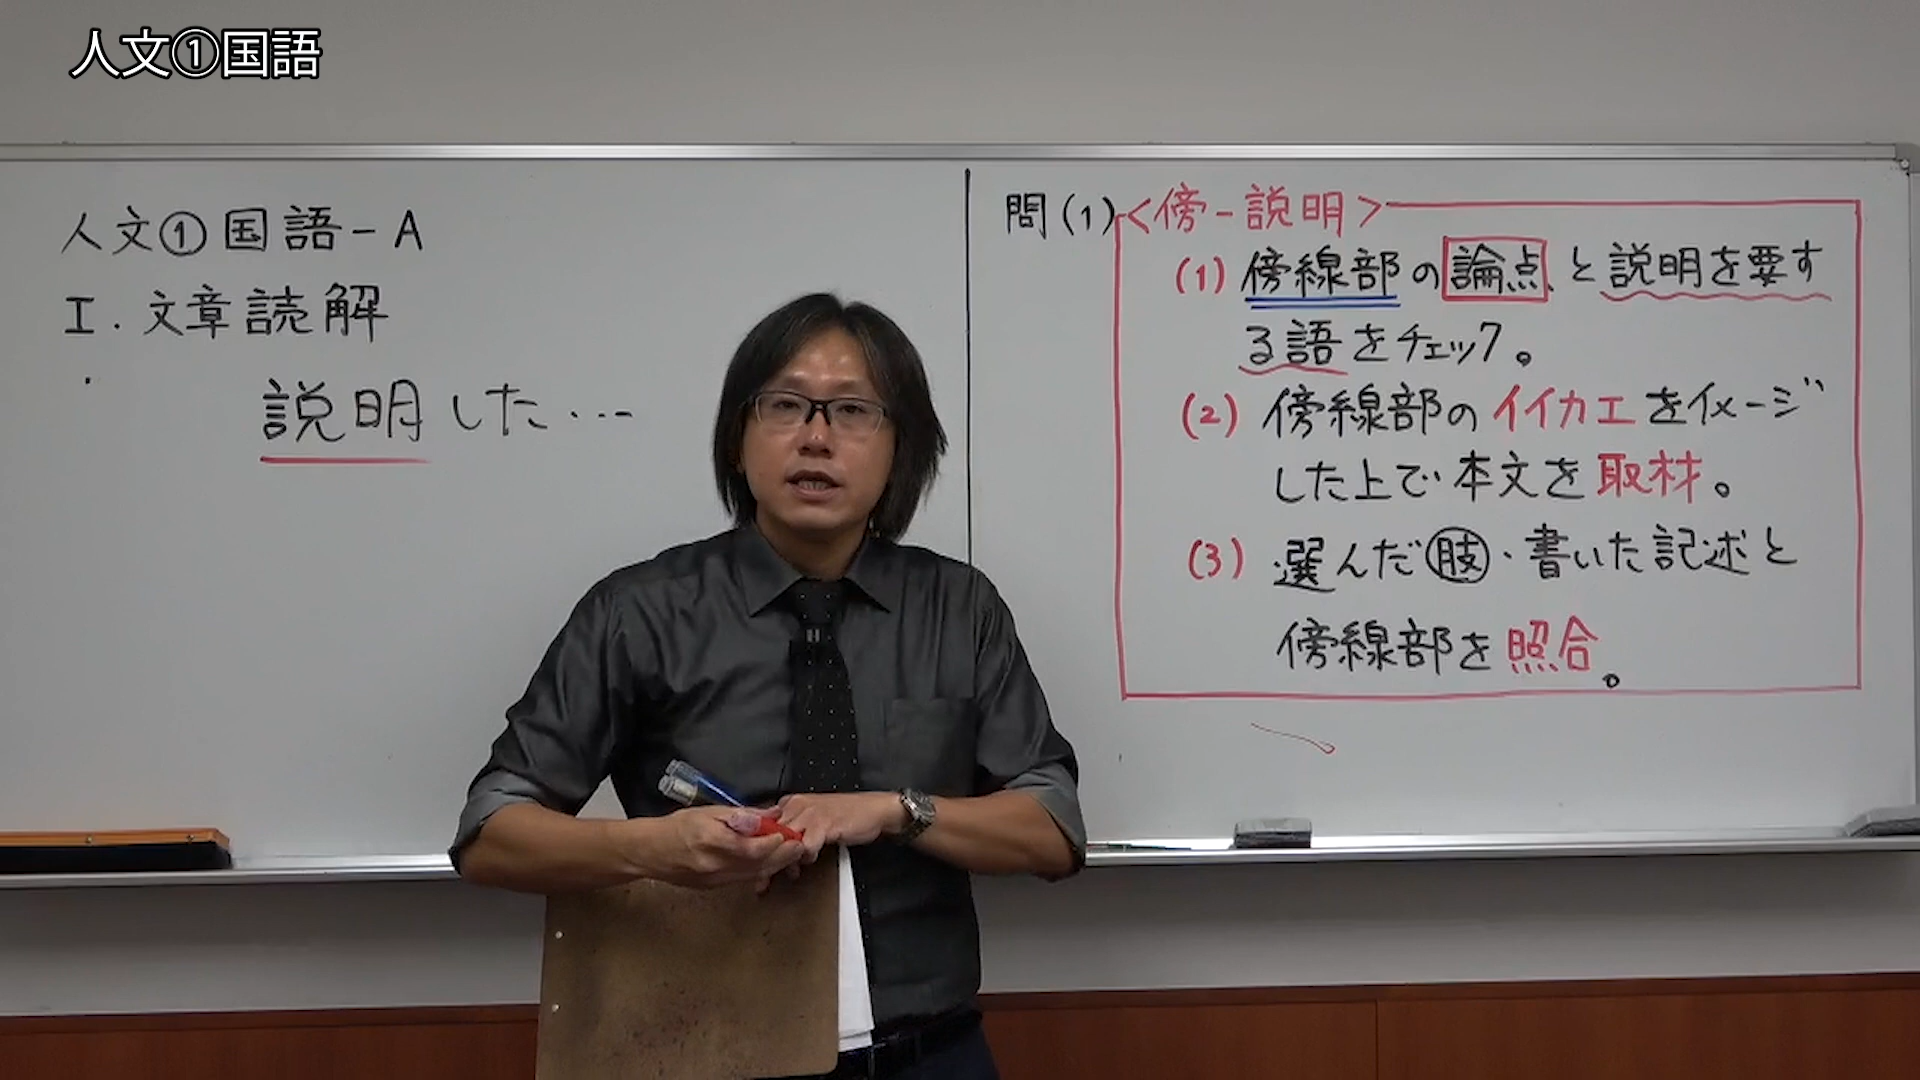 人文①国語
人文①国語-A
I.文章読解
説明した…
問(1)<傍-説明>
(1)傍線部の論点と説明を要す
る語をチェック。
(2)傍線部のイイカエをイメージ
した上で本文を取材。
(3)選んだ肢・書いた記述と
傍線部を照合。